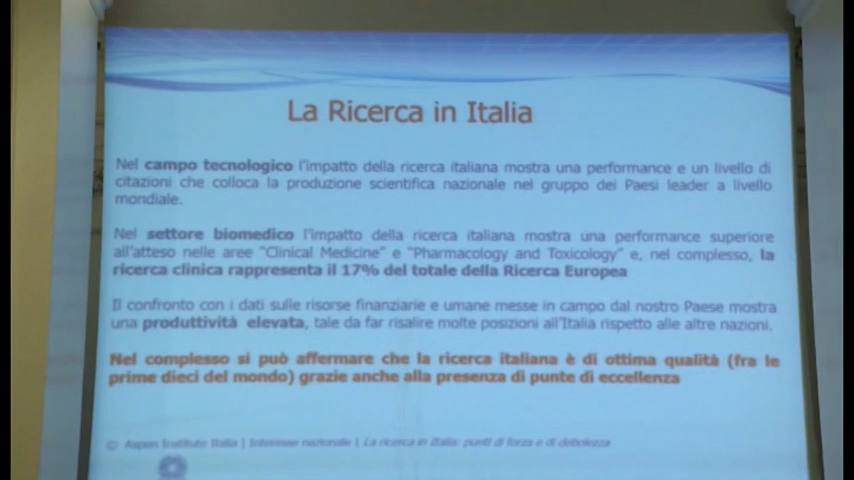 La Ricerca in Italia
Nel campo tecnologico l'impatto della ricerca italiana mostra una performance e un livello di
citazioni che colloca la produzione scientifica nazionale nel gruppo dei Paesi leader a livello
mondiale.
Nel settore biomedico l'impatto della ricerca italiana mostra una performance superiore
all'atteso nelle aree "Clinical Medicine" e "Pharmacology and Toxicology" e, nel complesso, la
ricerca clinica rappresenta il 17% del totale della Ricerca Europea
Il confronto con i dati sulle risorse finanziarie e umane messe in campo dal nostro Paese mostra
una produttività elevata, tale da far risalire molte posizioni all'Italia rispetto alle altre nazioni.
Nel complesso si può affermare che la ricerca italiana è di ottima qualità (fra le
prime dieci del mondo) grazie anche alla presenza di punte di eccellenza
© Aspen Institute Italia | Interesse nazionale | La ricerca in Italia: punti di forza e di debolezza